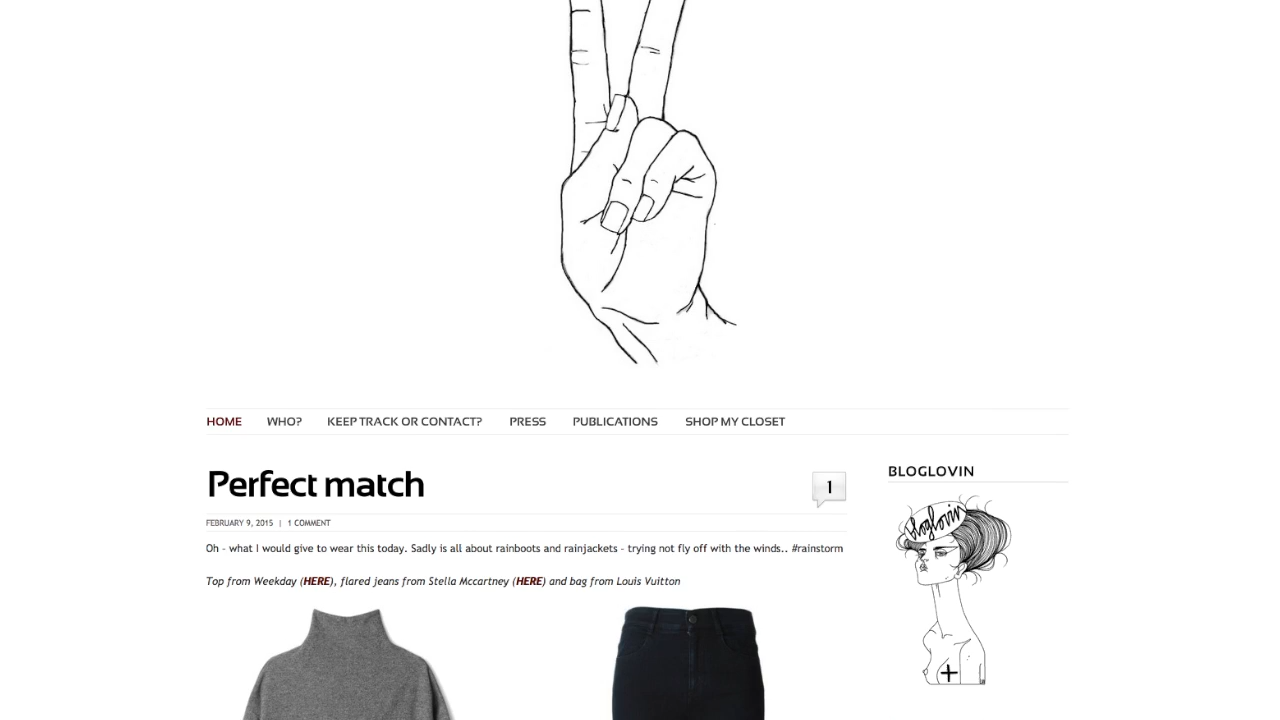 HOME WHO? KEEP TRACK OR CONTACT? PRESS PUBLICATIONS SHOP MY CLOSET
Perfect match
1
FEBRUARY 9, 2015 | 1 COMMENT
Oh - what I would give to wear this today. Sadly is all about rainboots and rainjackets - trying not fly off with the winds.. #rainstorm
Top from Weekday (HERE), flared jeans from Stella Mccartney (HERE) and bag from Louis Vuitton
BLOGLOVIN
bloglovin